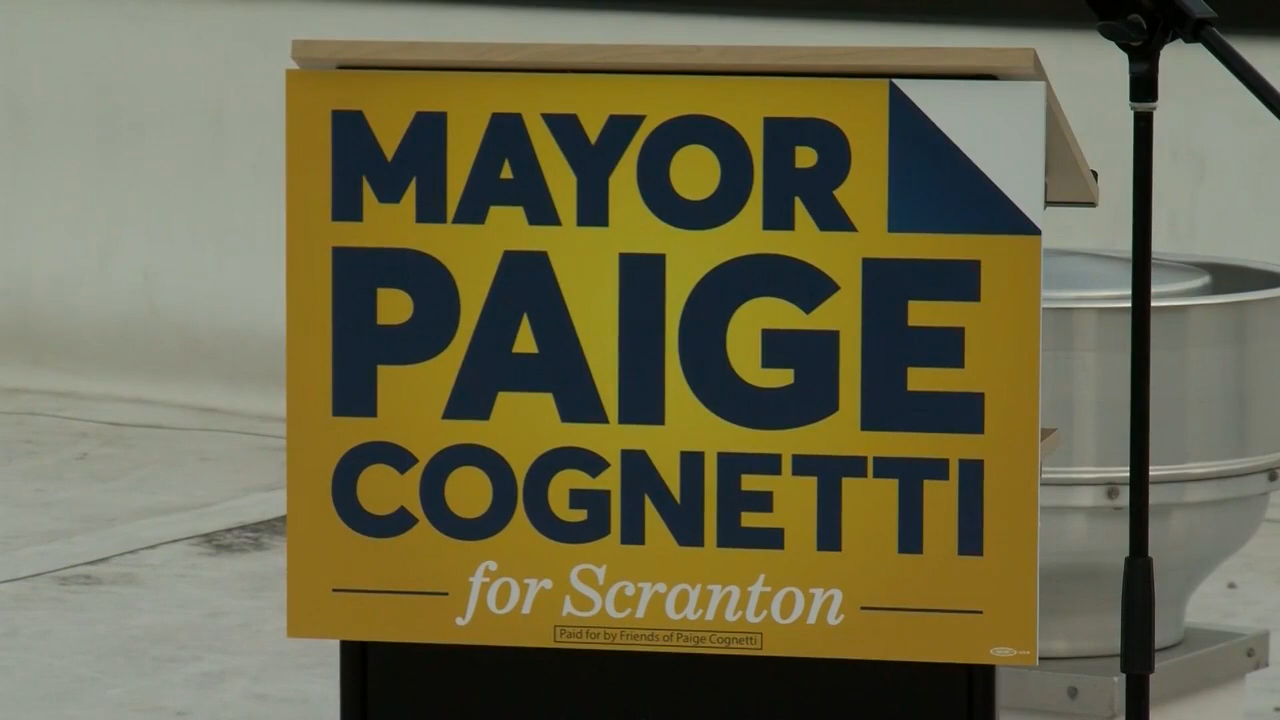 MAYOR
PAIGE
COGNETTI
for Scranton
Paid for by Friends of Paige Cognetti